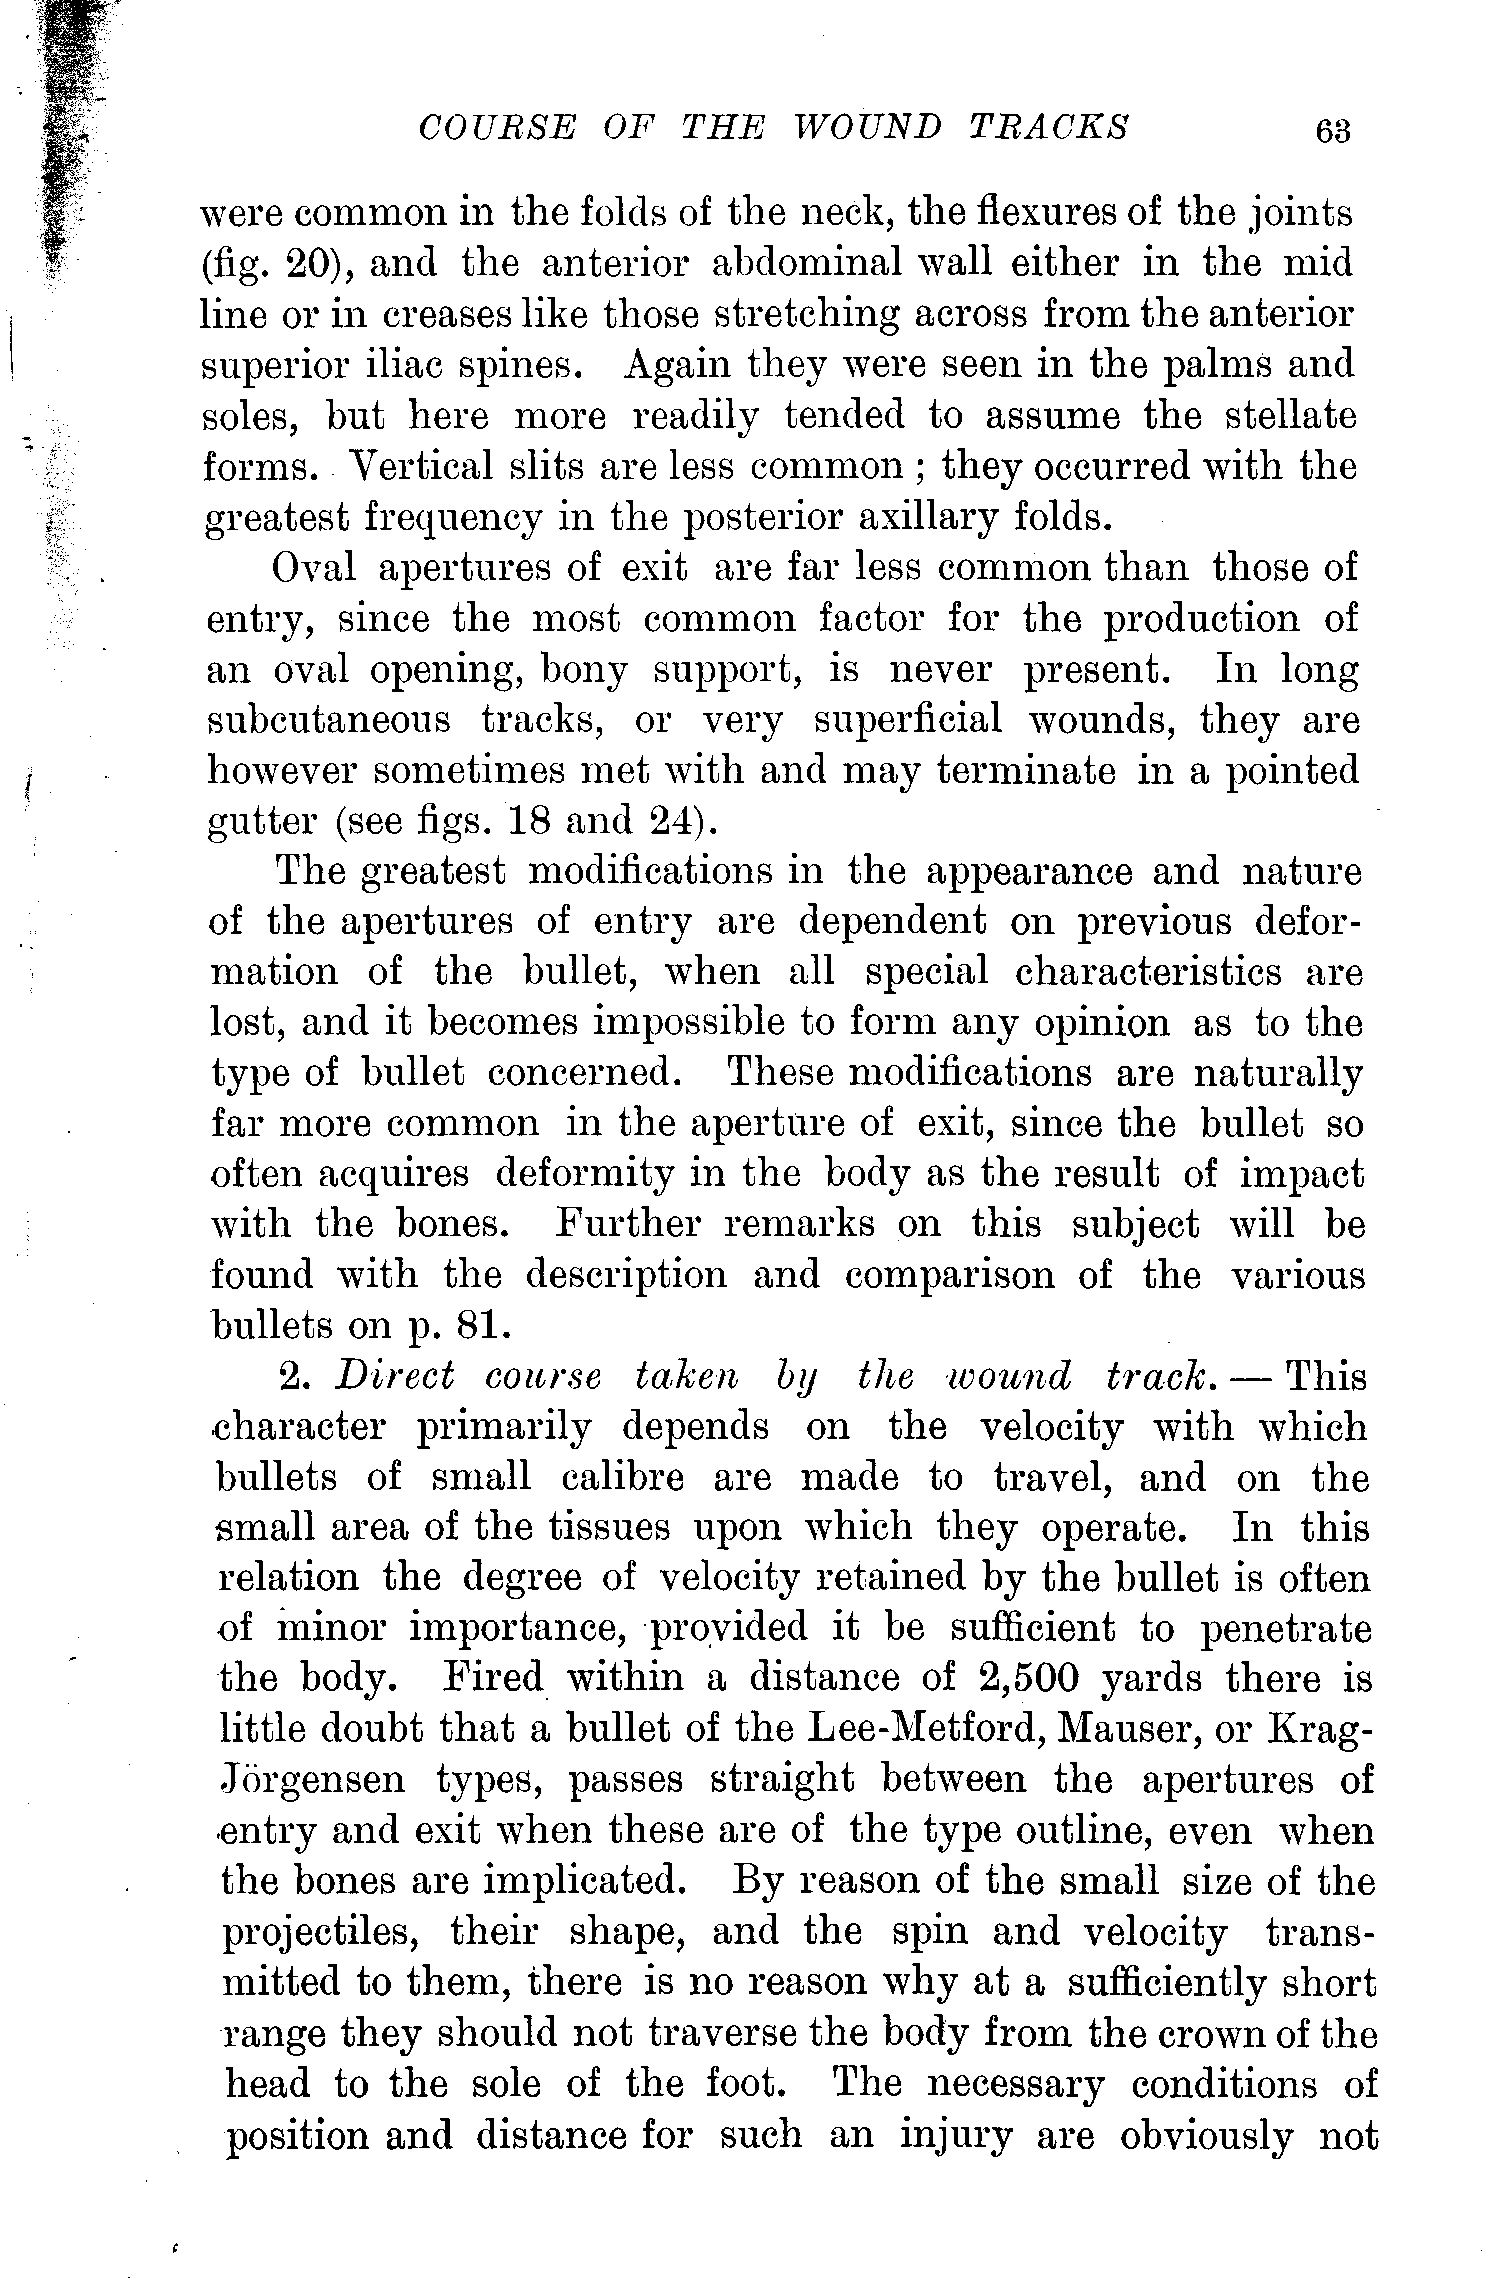 COURSE OF THE WOUND TRACKS 63
were common in the folds of the neck, the flexures of the joints
(fig. 20), and the anterior abdominal wall either in the mid
line or in creases like those stretching across from the anterior
superior iliac spines. Again they were seen in the palms and
soles, but here more readily tended to assume the stellate
forms. Vertical slits are less common ; they occurred with the
greatest frequency in the posterior axillary folds.
Oval apertures of exit are far less common than those of
entry, since the most common factor for the production of
an oval opening, bony support, is never present. In long
subcutaneous tracks, or very superficial wounds, they are
however sometimes met with and may terminate in a pointed
gutter (see figs. 18 and 24).
The greatest modifications in the appearance and nature
of the apertures of entry are dependent on previous defor-
mation of the bullet, when all special characteristics are
lost, and it becomes impossible to form any opinion as to the
type of bullet concerned. These modifications are naturally
far more common in the aperture of exit, since the bullet so
often acquires deformity in the body as the result of impact
with the bones. Further remarks on this subject will be
found with the description and comparison of the various
bullets on p. 81.
2. Direct course taken by the wound track. — This
character primarily depends on the velocity with which
bullets of small calibre are made to travel, and on the
small area of the tissues upon which they operate. In this
relation the degree of velocity retained by the bullet is often
of minor importance, provided it be sufficient to penetrate
the body. Fired within a distance of 2,500 yards there is
little doubt that a bullet of the Lee-Metford, Mauser, or Krag-
Jörgensen types, passes straight between the apertures of
entry and exit when these are of the type outline, even when
the bones are implicated. By reason of the small size of the
projectiles, their shape, and the spin and velocity trans-
mitted to them, there is no reason why at a sufficiently short
range they should not traverse the body from the crown of the
head to the sole of the foot. The necessary conditions of
position and distance for such an injury are obviously not